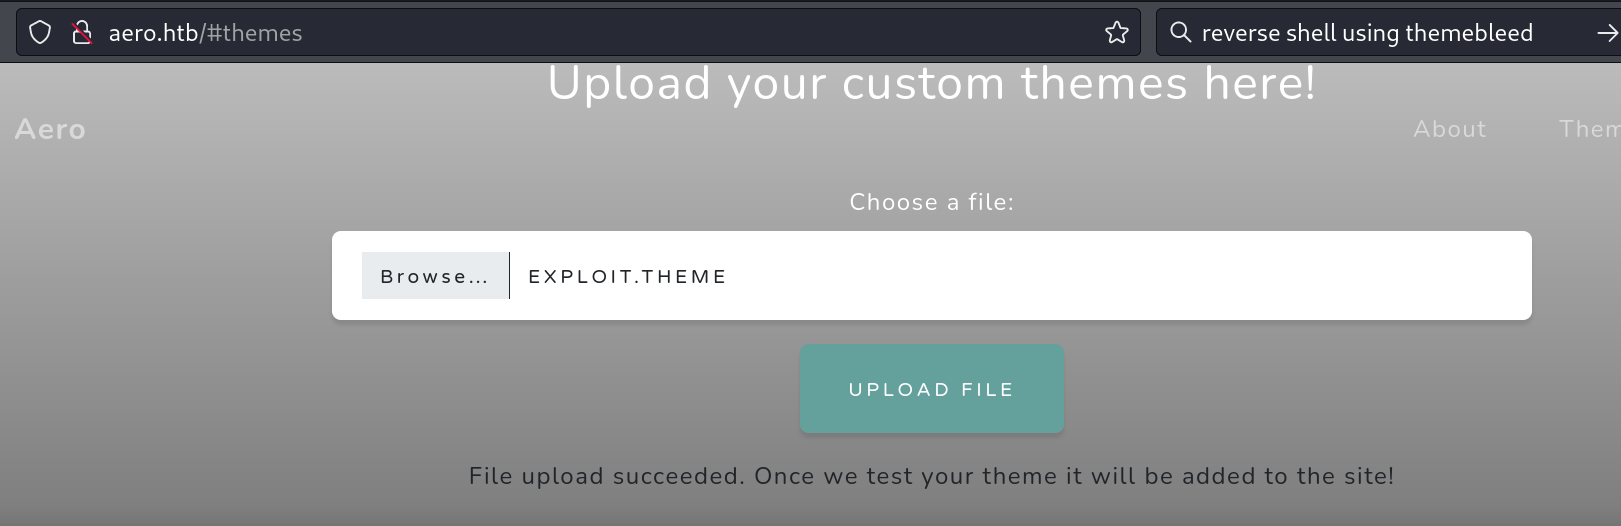 aero.htb/#themes
reverse shell using themebleed
Upload your custom themes here!
Aero
About
Them
Choose a file:
Browse...
EXPLOIT.THEME
UPLOAD FILE
File upload succeeded. Once we test your theme it will be added to the site!